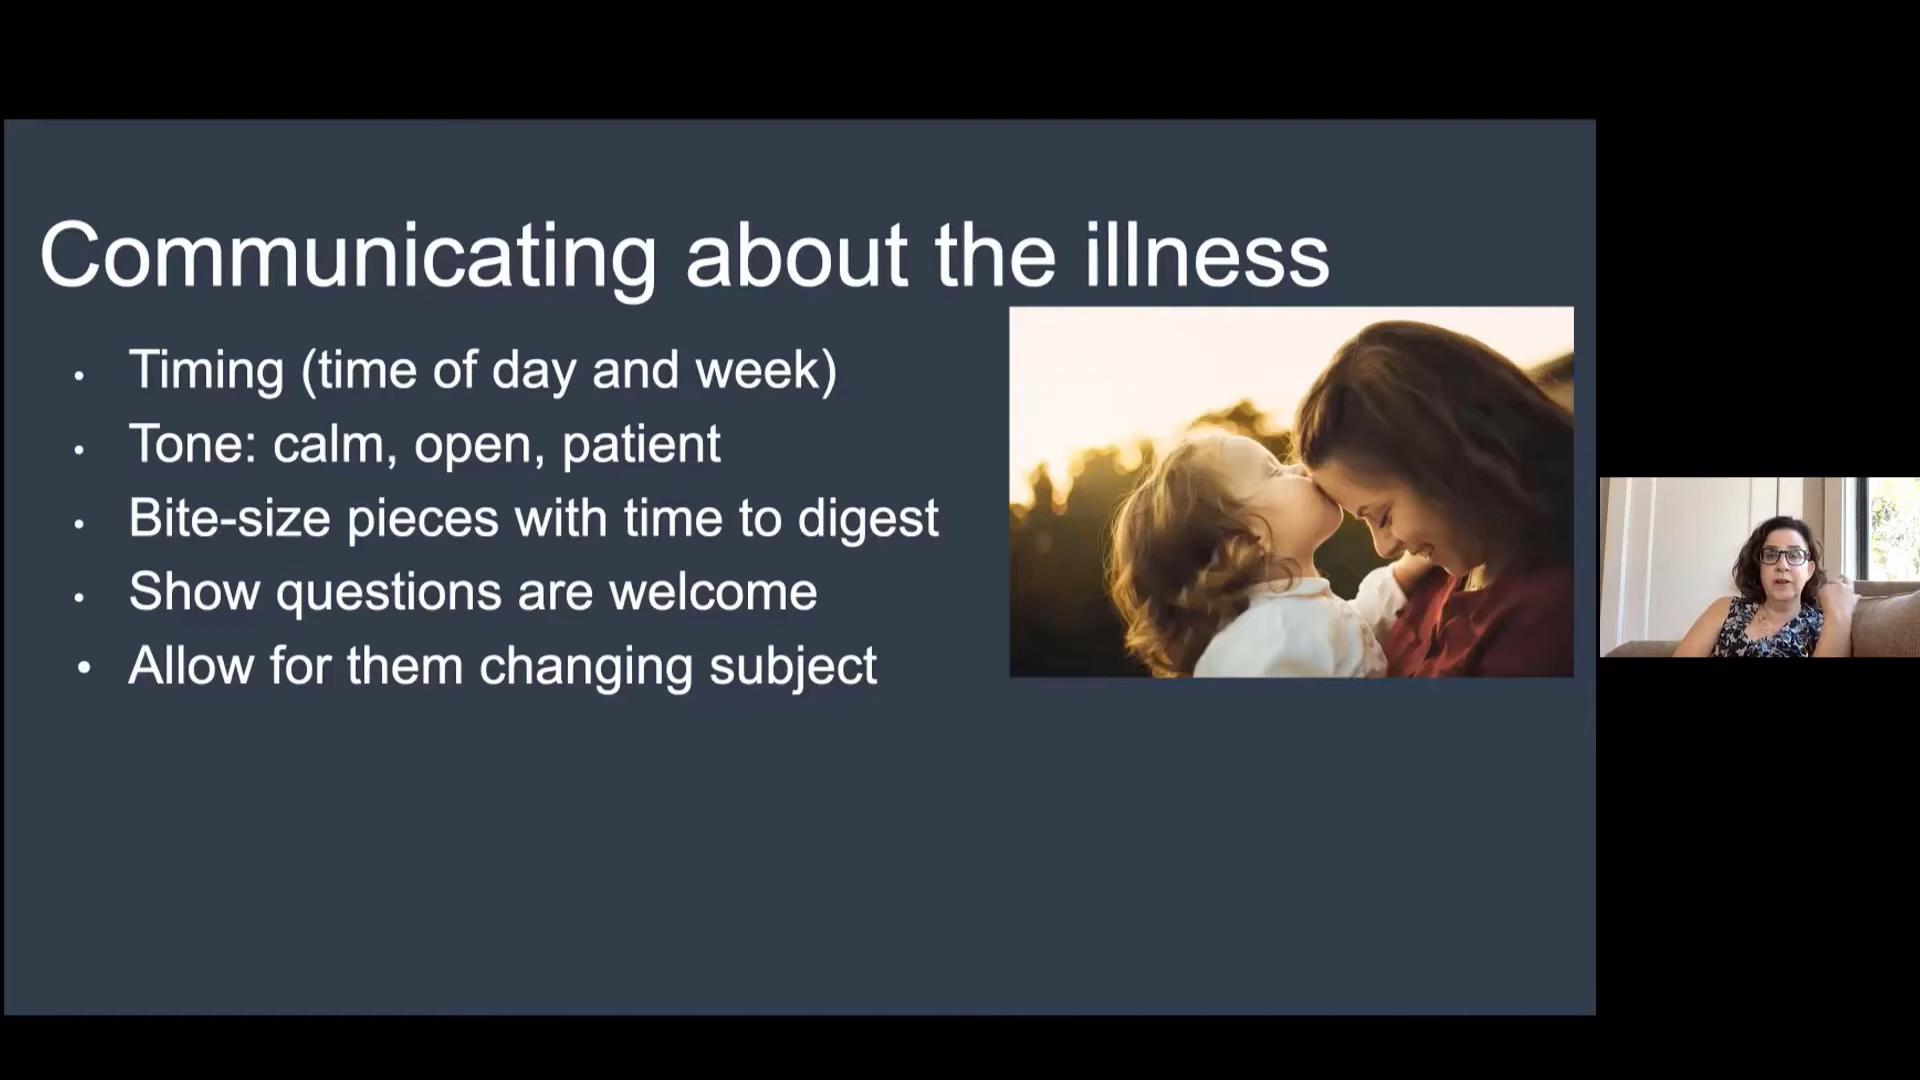 Communicating about the illness
• Timing (time of day and week)
• Tone: calm, open, patient
• Bite-size pieces with time to digest
• Show questions are welcome
• Allow for them changing subject